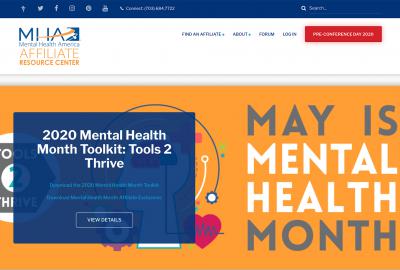 Connect: (703) 684.7722
Search...
MHA
Mental Health America
AFFILIATE
RESOURCE CENTER
FIND AN AFFILIATE
ABOUT
FORUM
LOG IN
PRE-CONFERENCE DAY 2020
2020 Mental Health
Month Toolkit: Tools 2
Thrive
Download the 2020 Mental Health Month Toolkit
Download Mental Health Month Affiliate Exclusives
VIEW DETAILS
TOOLS
2
THRIVE
MAY IS
MENTAL
HEALTH
MONTH